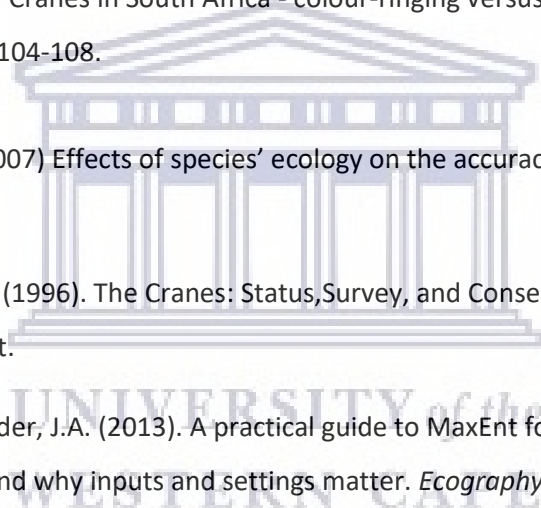 Cranes in South Africa - colour-ringing versus
104-108.
007) Effects of species' ecology on the accurac
(1996). The Cranes: Status,Survey, and Conse
t.
UNIVERSITY of the
der, J.A. (2013). A practical guide to MaxEnt fo
nd why inputs and settings matter. Ecography
WESTERN CAPE